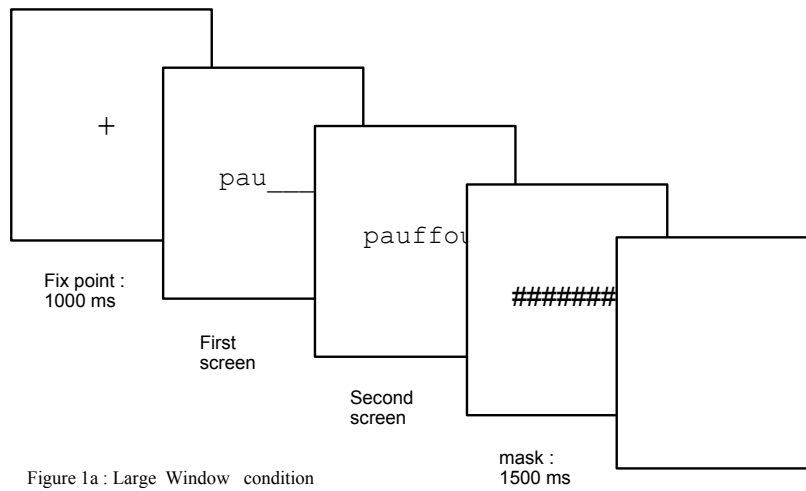 +
pau___
pauffou
#######
Fix point :
1000 ms
First
screen
Second
screen
mask :
1500 ms
Figure 1a : Large Window condition